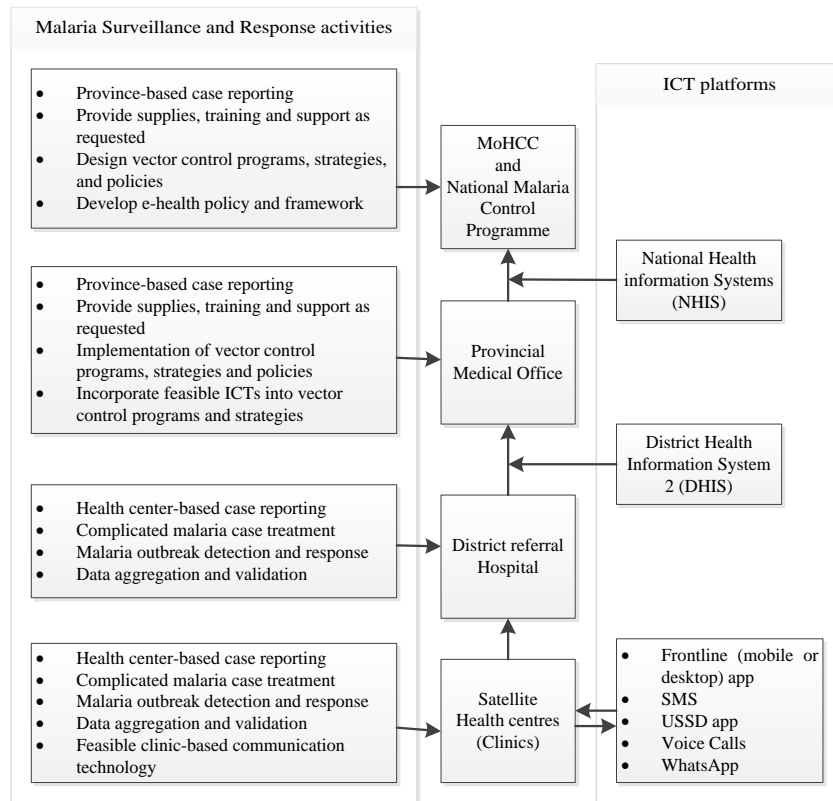 Malaria Surveillance and Response activities
• Province-based case reporting
• Provide supplies, training and support as
requested
• Design vector control programs, strategies,
and policies
• Develop e-health policy and framework
• Province-based case reporting
• Provide supplies, training and support as
requested
• Implementation of vector control
programs, strategies and policies
• Incorporate feasible ICTs into vector
control programs and strategies
• Health center-based case reporting
• Complicated malaria case treatment
• Malaria outbreak detection and response
• Data aggregation and validation
• Health center-based case reporting
• Complicated malaria case treatment
• Malaria outbreak detection and response
• Data aggregation and validation
• Feasible clinic-based communication
technology
MoHCC
and
National Malaria
Control
Programme
Provincial
Medical Office
District referral
Hospital
Satellite
Health centres
(Clinics)
ICT platforms
National Health
information Systems
(NHIS)
District Health
Information System
2 (DHIS)
• Frontline (mobile or
desktop) app
• SMS
• USSD app
• Voice Calls
• WhatsApp